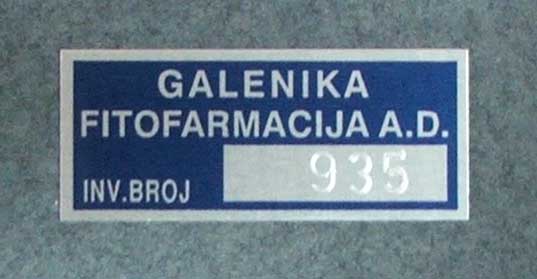 GALENIKA
FITOFARMACIJA A.D.
INV.BROJ 935